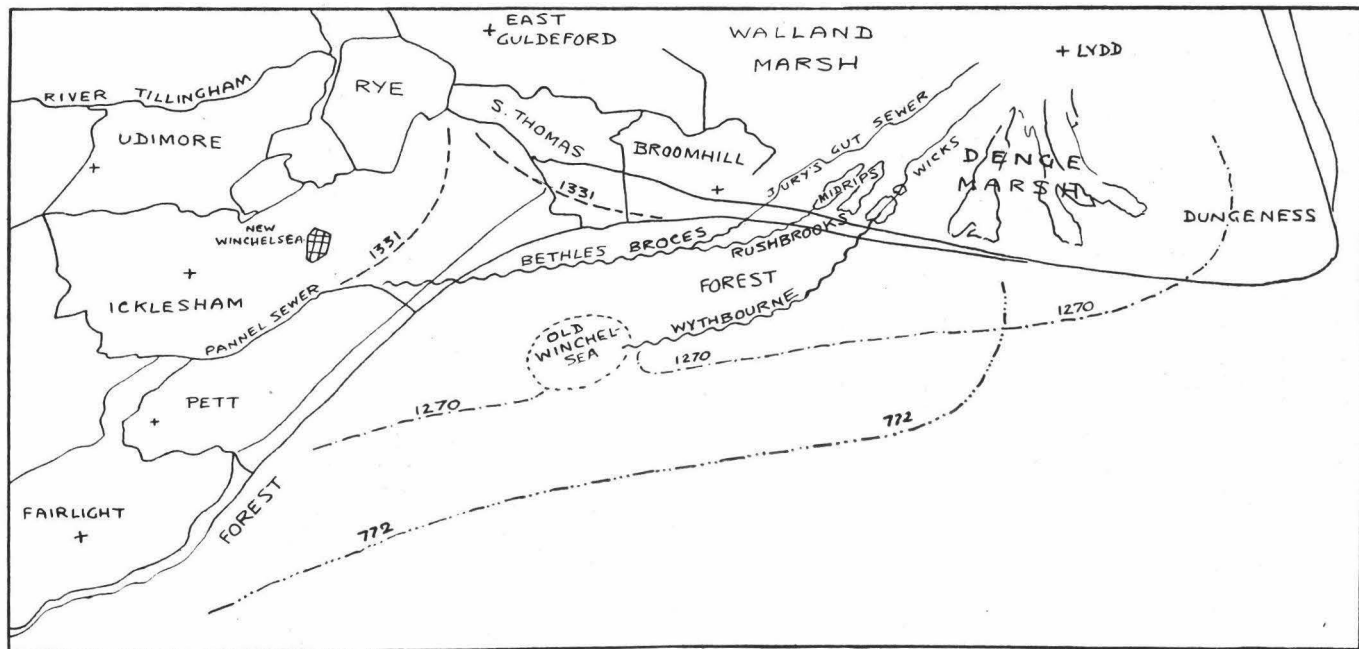 + EAST
GULDEFORD
WALLAND
MARSH
+ LYDD
RIVER TILLINGHAM
RYE
S. THOMAS
UDIMORE
+
BROOMHILL
+
JURY'S GUT SEWER
MIDRIPS
WICKS
DENGE
MARSH
DUNGENESS
1331
1331
NEW
WINCHELSEA
BETHLES BROCES
RUSHBROOKS
ICKLESHAM
+
PANNEL SEWER
FOREST
WYTHBOURNE
OLD
WINCHEL-
SEA
1270
1270
1270
PETT
+
772
772
FOREST
FAIRLIGHT
+